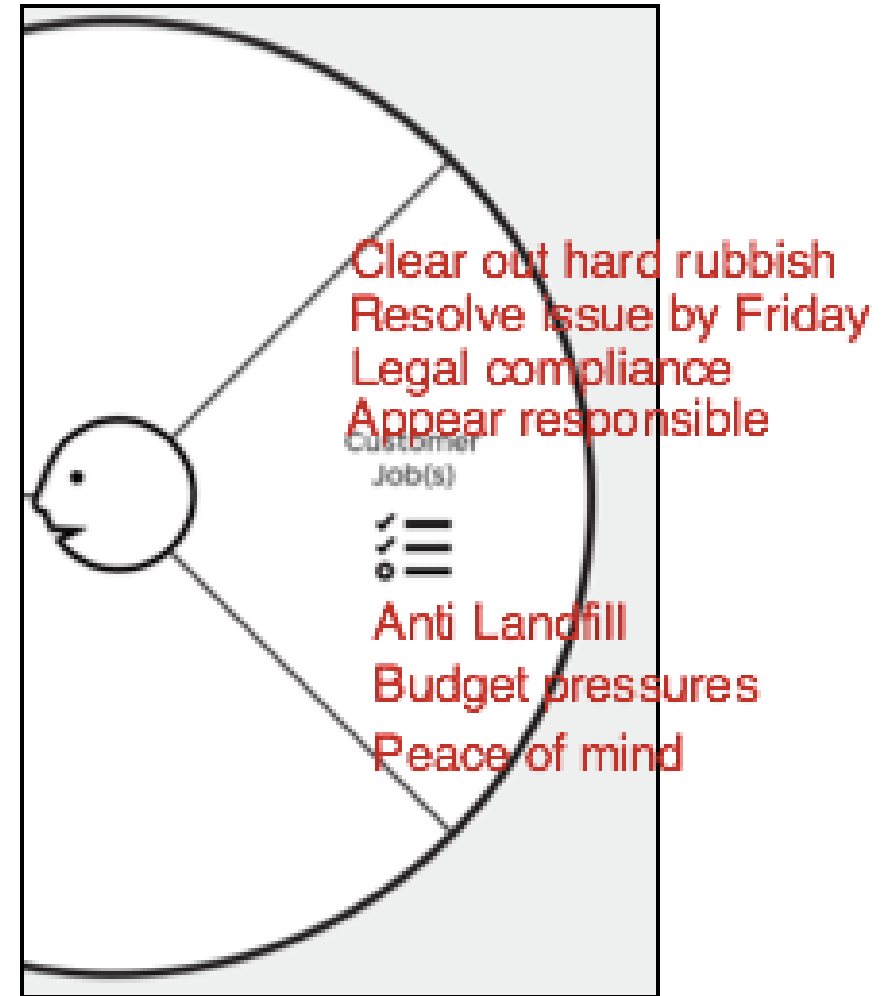 Clear out hard rubbish
Resolve issue by Friday
Legal compliance
Appear responsible
Customer
Job(s)
Anti Landfill
Budget pressures
Peace of mind